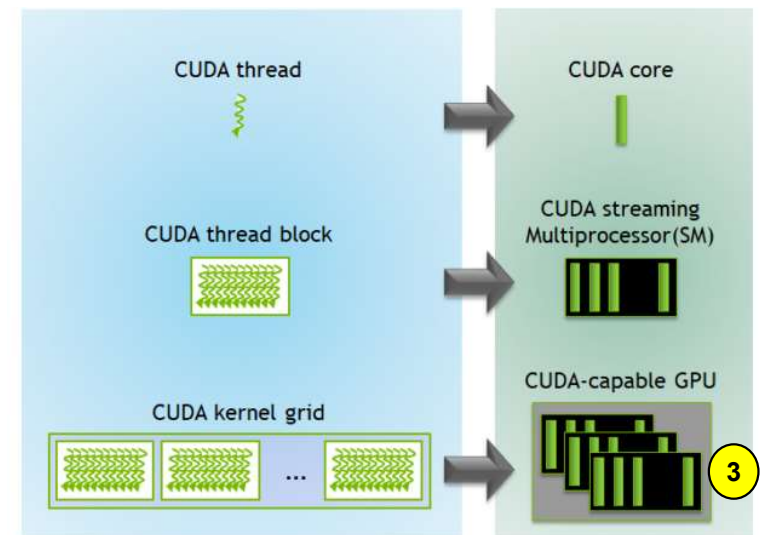 CUDA thread
CUDA core
CUDA thread block
CUDA streaming
Multiprocessor(SM)
CUDA kernel grid
...
CUDA-capable GPU
3